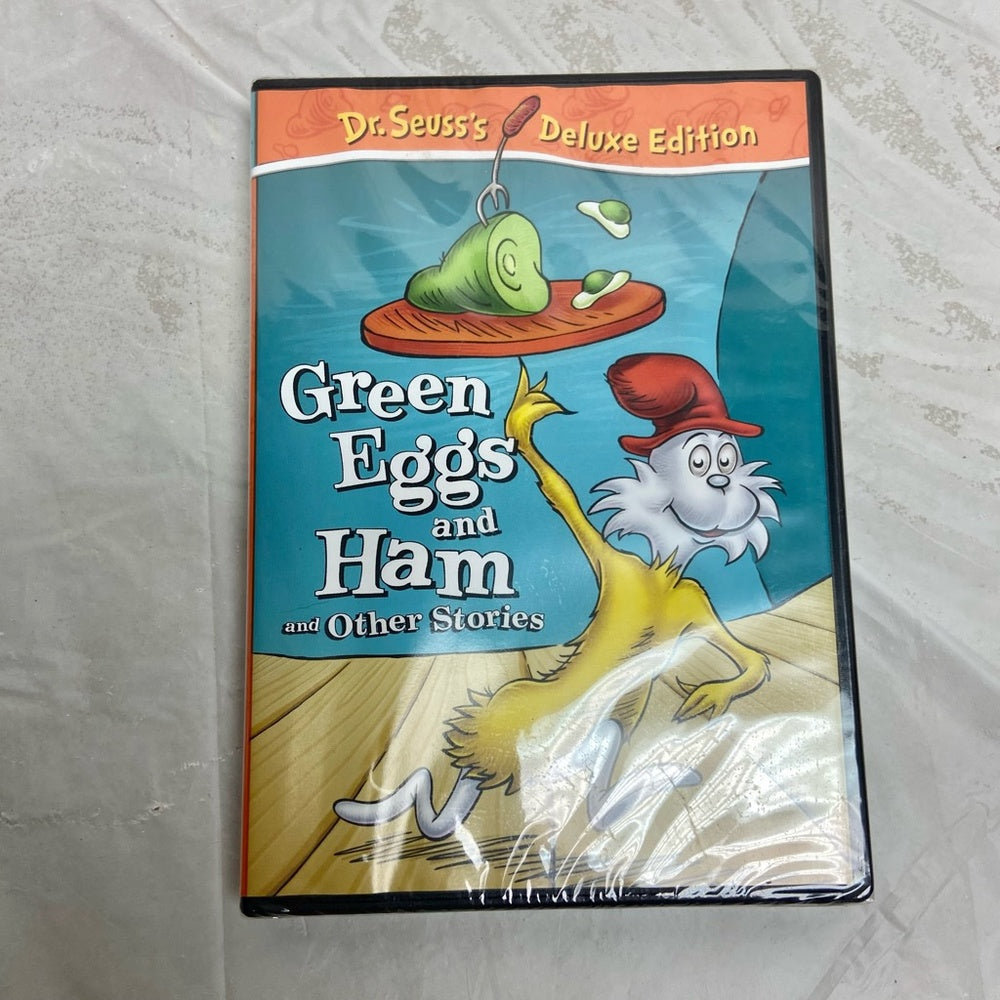 Dr. Seuss's Deluxe Edition
Green
Eggs
and
Ham
and Other Stories